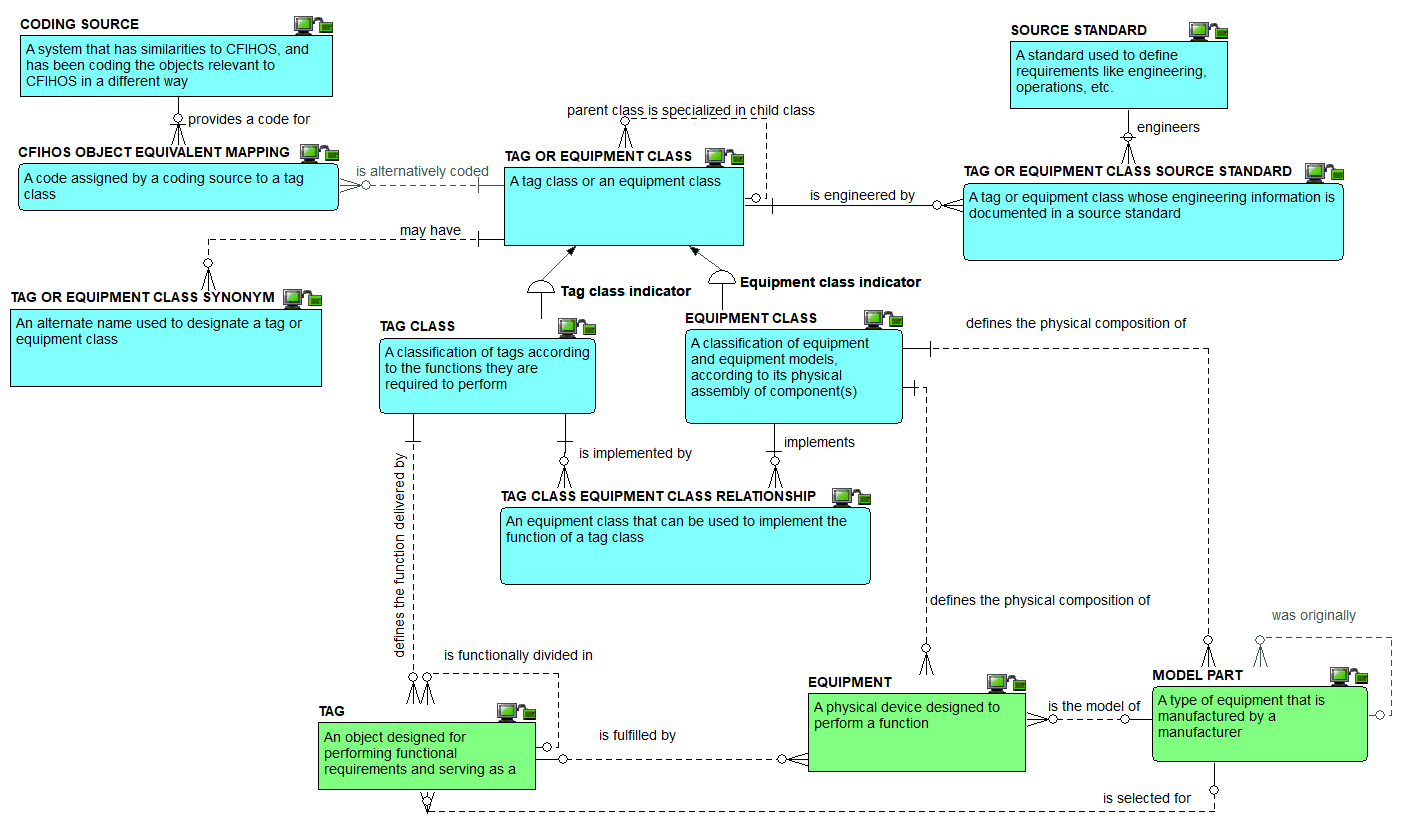 CODING SOURCE
A system that has similarities to CFIHOS, and
has been coding the objects relevant to
CFIHOS in a different way
SOURCE STANDARD
A standard used to define
requirements like engineering,
operations, etc.
provides a code for
parent class is specialized in child class
engineers
CFIHOS OBJECT EQUIVALENT MAPPING
A code assigned by a coding source to a tag
class
is alternatively coded
TAG OR EQUIPMENT CLASS
A tag class or an equipment class
is engineered by
TAG OR EQUIPMENT CLASS SOURCE STANDARD
A tag or equipment class whose engineering information is
documented in a source standard
may have
TAG OR EQUIPMENT CLASS SYNONYM
An alternate name used to designate a tag or
equipment class
Tag class indicator
Equipment class indicator
TAG CLASS
A classification of tags according
to the functions they are
required to perform
EQUIPMENT CLASS
A classification of equipment
and equipment models,
according to its physical
assembly of component(s)
defines the physical composition of
is implemented by
implements
defines the function delivered by
TAG CLASS EQUIPMENT CLASS RELATIONSHIP
An equipment class that can be used to implement the
function of a tag class
defines the physical composition of
was originally
is functionally divided in
TAG
An object designed for
performing functional
requirements and serving as a
is fulfilled by
EQUIPMENT
A physical device designed to
perform a function
is the model of
MODEL PART
A type of equipment that is
manufactured by a
manufacturer
is selected for